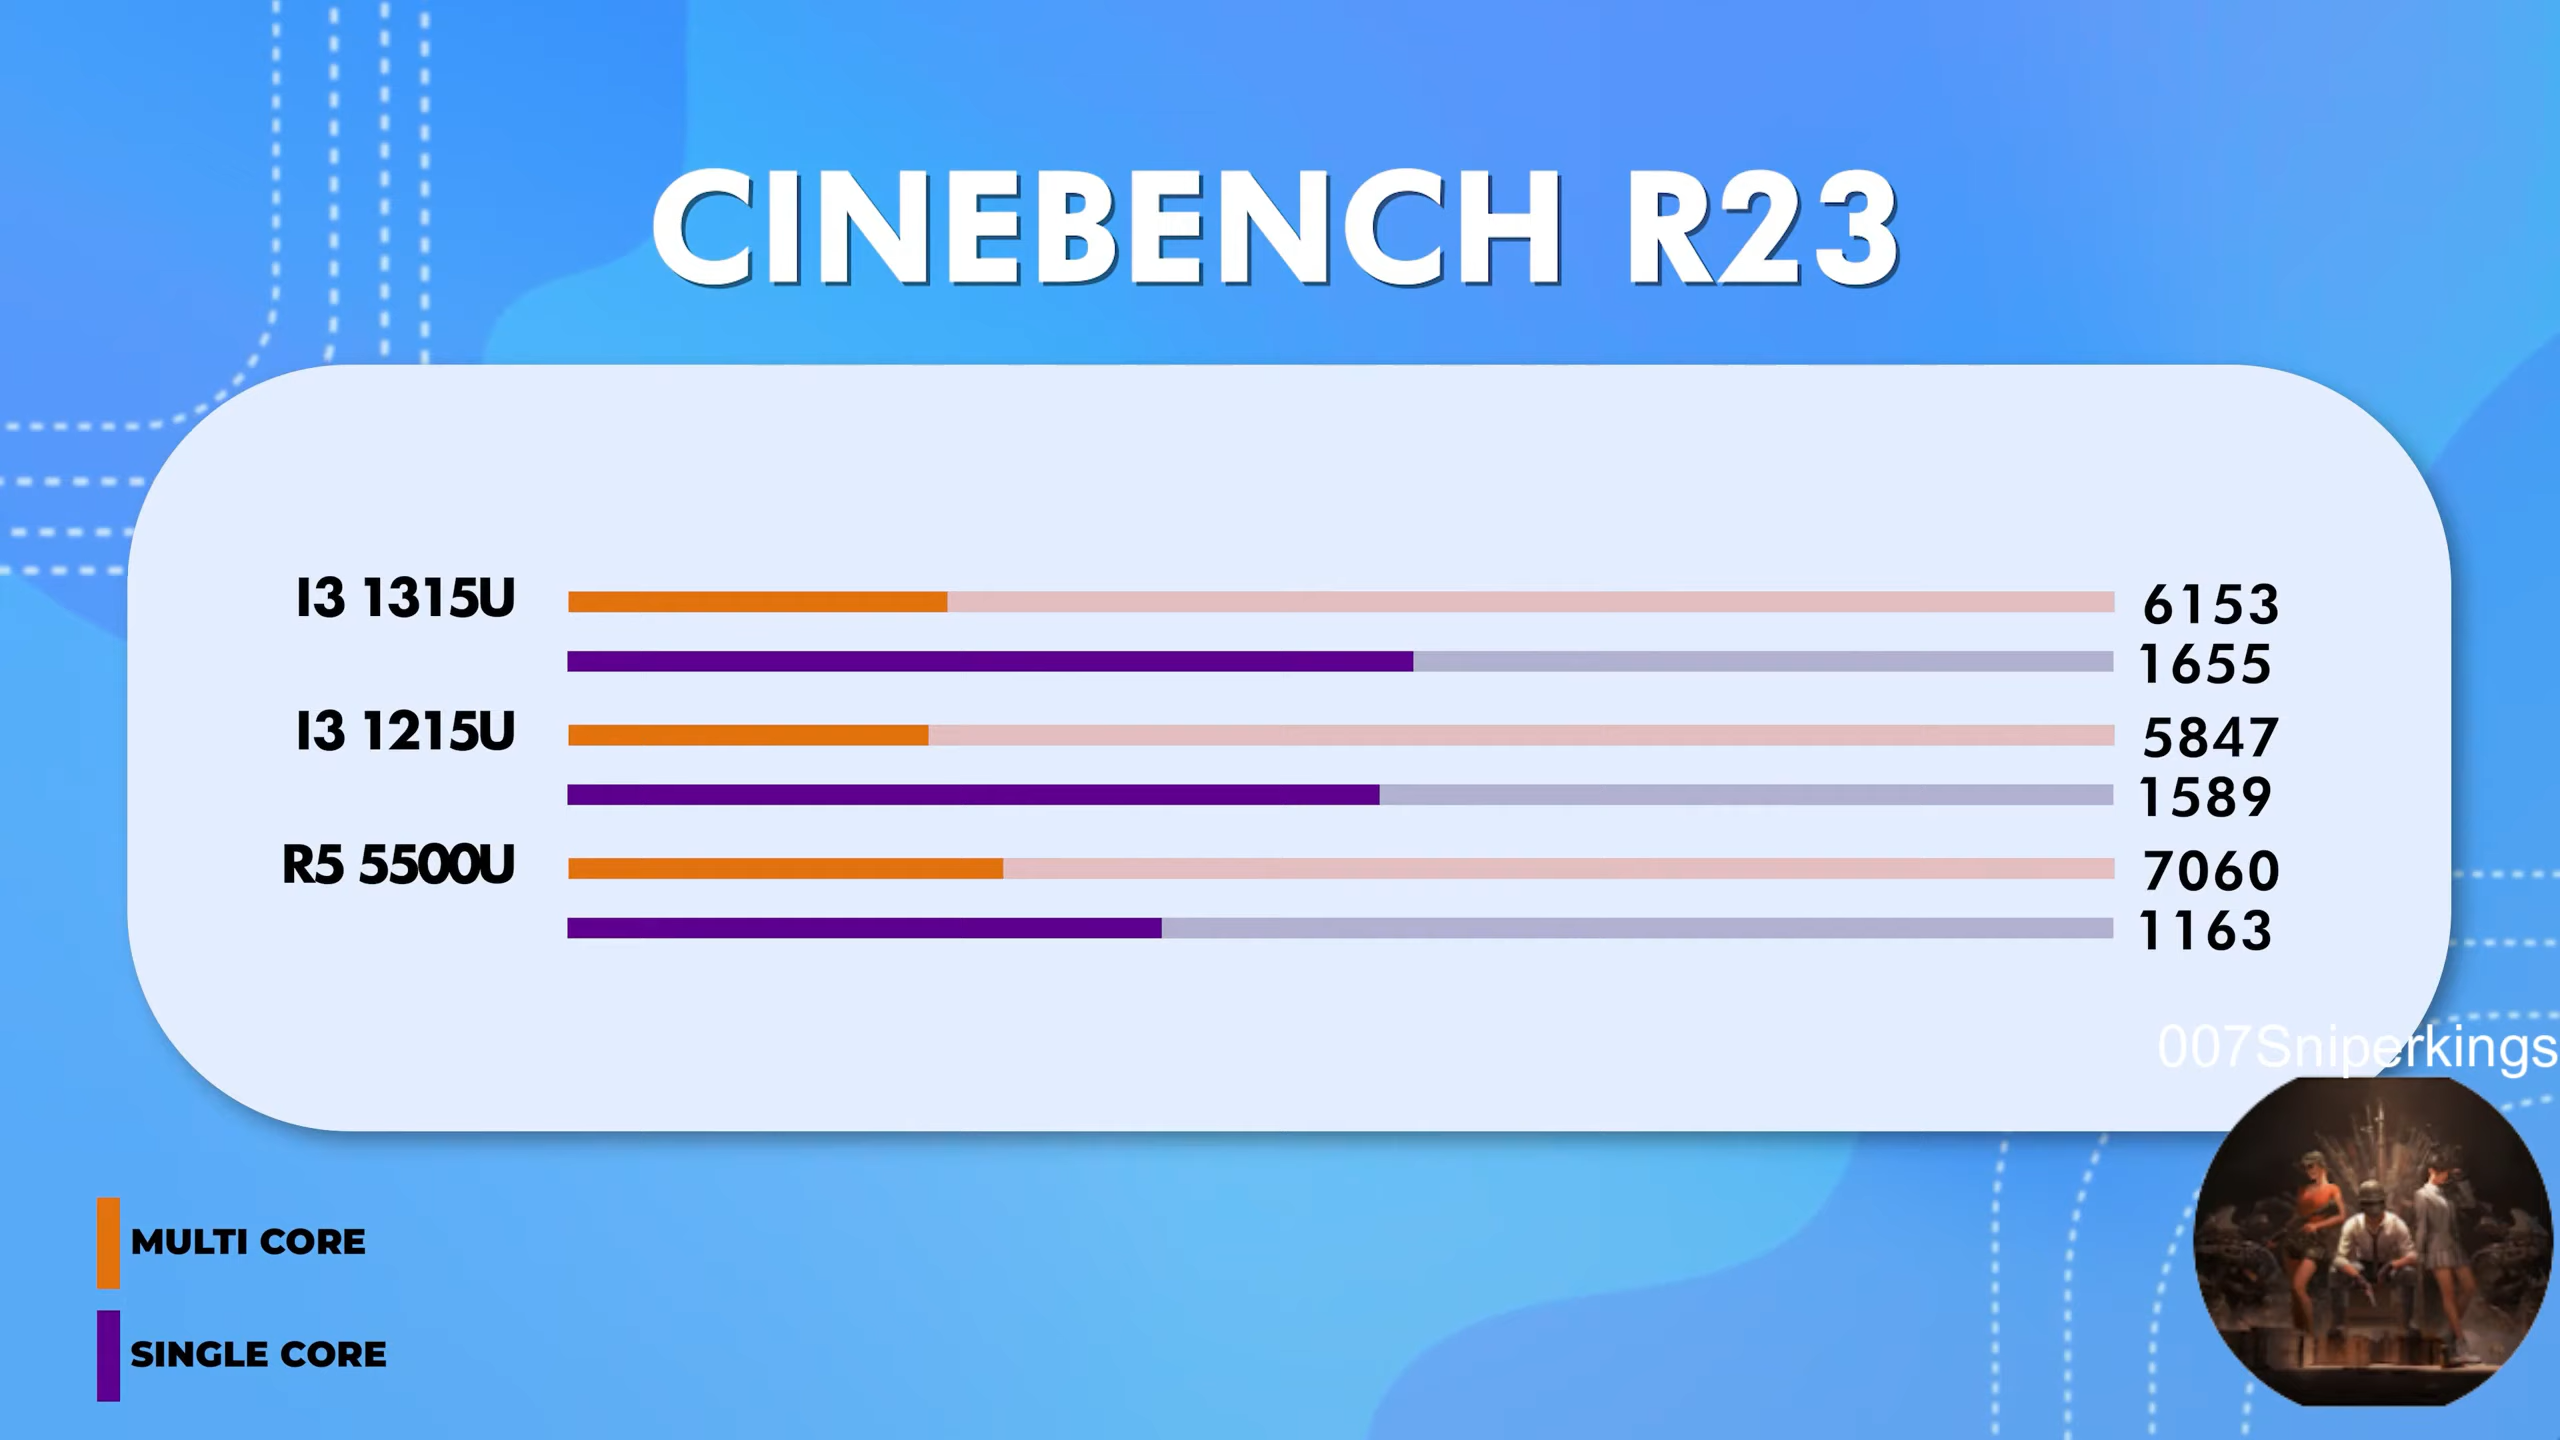 CINEBENCH R23
I3 1315U 6153
1655
I3 1215U 5847
1589
R5 5500U 7060
1163
007Sniperkings
MULTI CORE
SINGLE CORE